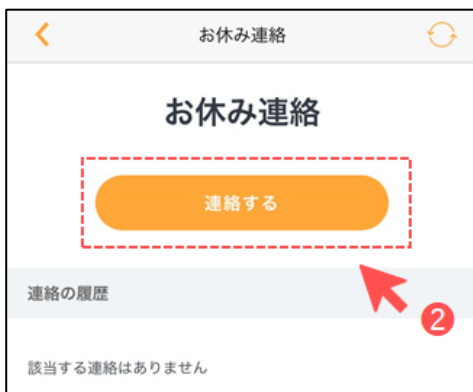 お休み連絡
お休み連絡
連絡する
連絡の履歴
2
該当する連絡はありません